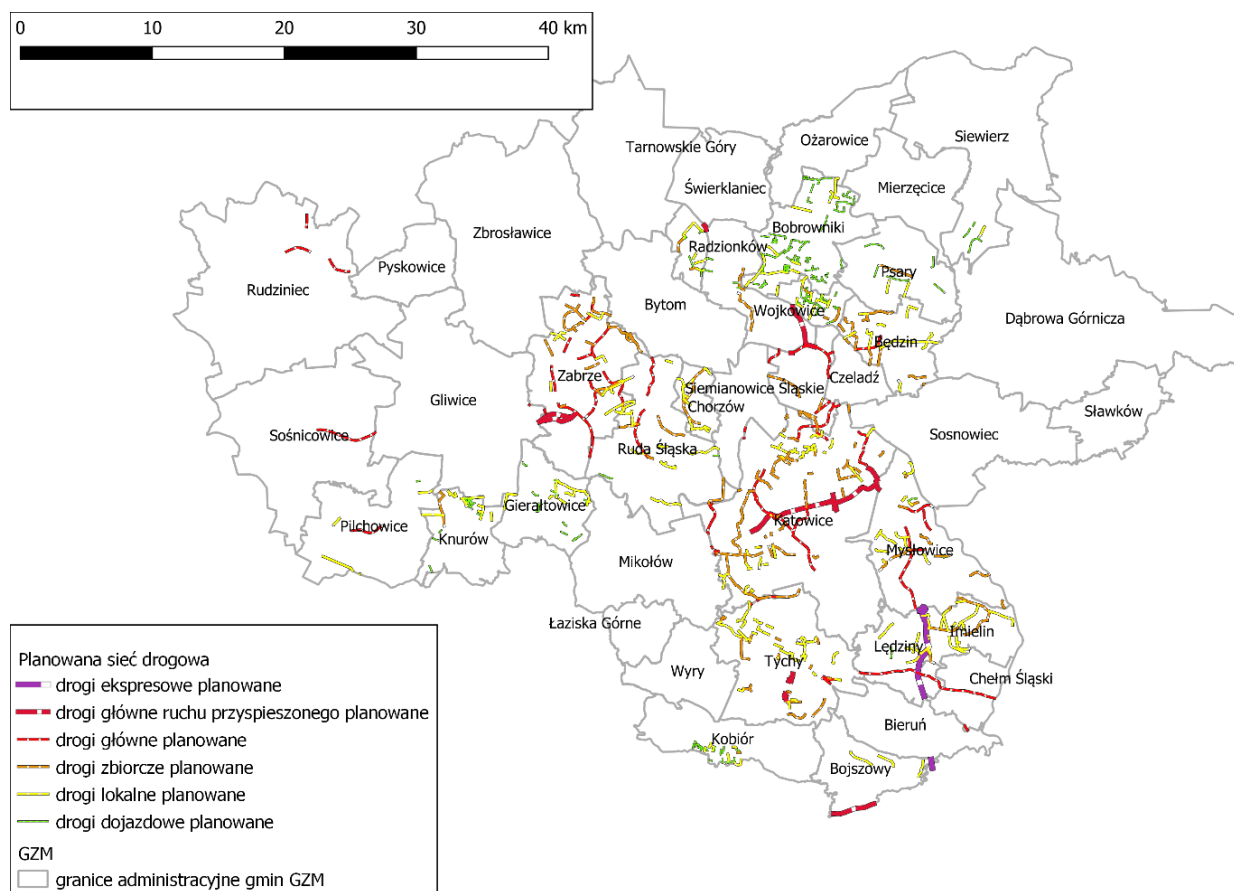 0 10 20 30 40 km
Ożarowice
Siewierz
Tarnowskie Góry
Świerklaniec
Mierzęcice
Zbrosławice
Bobrowniki
Radzionków
Pyskowice
Psary
Rudziniec
Bytom
Wojkowice
Dąbrowa Górnicza
Będzin
Zabrze
Czeladź
Siemianowice Śląskie
Gliwice
Chorzów
Sławków
Sośnicowice
Sosnowiec
Ruda Śląska
Gierałtowice
Katowice
Pilchowice
Knurów
Mysłowice
Mikołów
Łaziska Górne
Imielin
Lędziny
Tychy
Wyry
Chełm Śląski
Bieruń
Kobiór
Bojszowy
Planowana sieć drogowa
drogi ekspresowe planowane
drogi główne ruchu przyspieszonego planowane
drogi główne planowane
drogi zbiorcze planowane
drogi lokalne planowane
drogi dojazdowe planowane
GZM
granice administracyjne gmin GZM